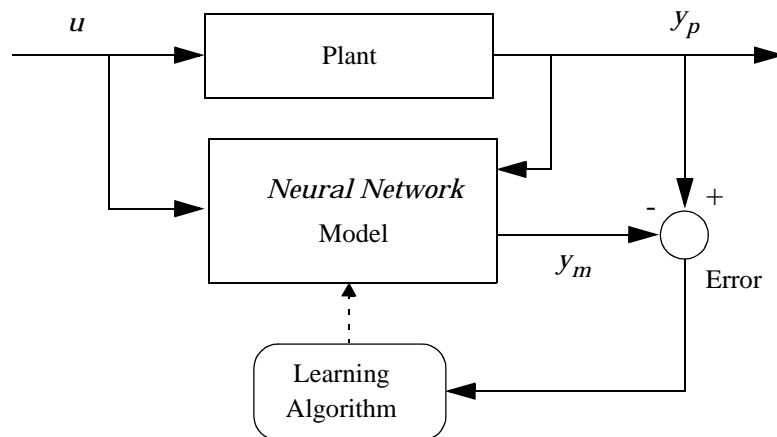 u
Plant
y_p
Neural Network
Model
- +
y_m
Error
Learning
Algorithm